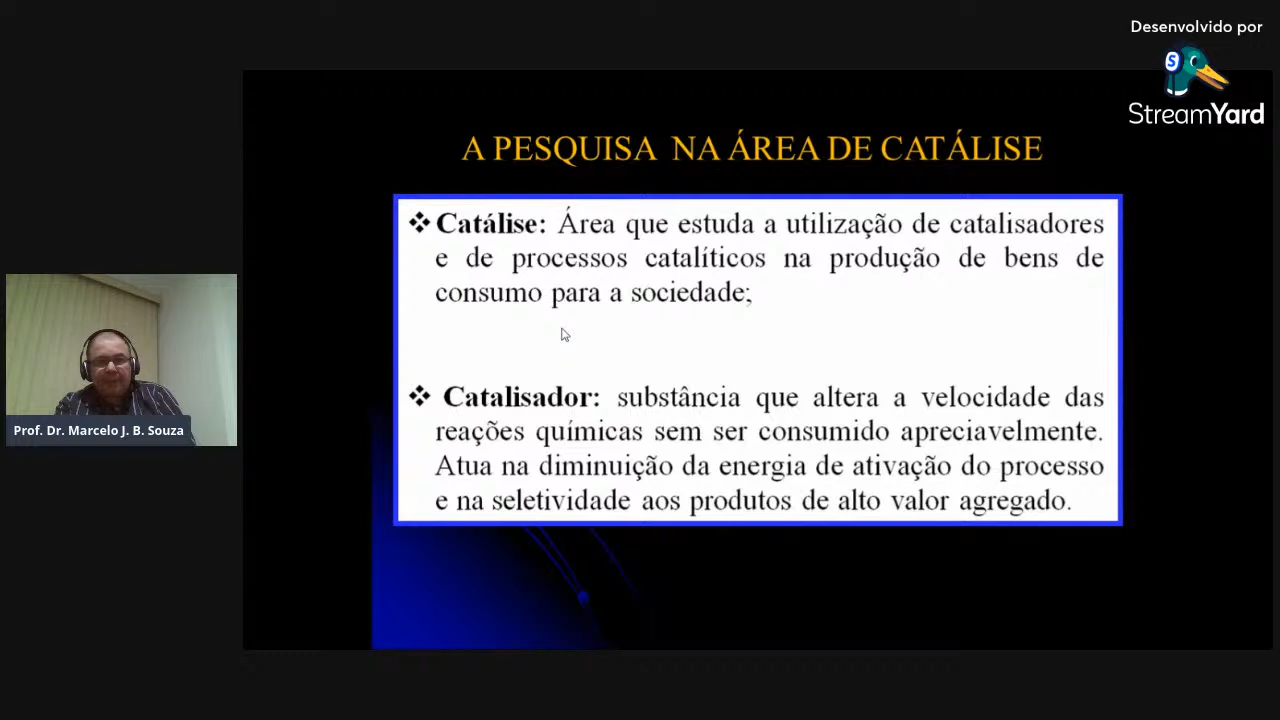 Desenvolvido por
StreamYard
A PESQUISA NA ÁREA DE CATÁLISE
❖ Catálise: Área que estuda a utilização de catalisadores
e de processos catalíticos na produção de bens de
consumo para a sociedade;
❖ Catalisador: substância que altera a velocidade das
reações químicas sem ser consumido apreciavelmente.
Atua na diminuição da energia de ativação do processo
e na seletividade aos produtos de alto valor agregado.
Prof. Dr. Marcelo J. B. Souza